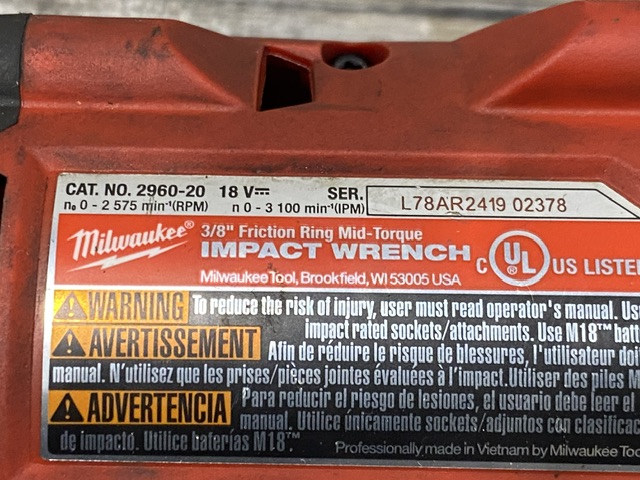 CAT. NO. 2960-20 18 V⎓ SER. L78AR2419 02378
n₀ 0 - 2 575 min⁻¹(RPM) n 0 - 3 100 min⁻¹(IPM)
Milwaukee® 3/8" Friction Ring Mid-Torque
IMPACT WRENCH
Milwaukee Tool, Brookfield, WI 53005 USA
C UL® US LISTE
WARNING To reduce the risk of injury, user must read operator's manual. Us
impact rated sockets/attachments. Use M18™ bat
AVERTISSEMENT Afin de réduire le risque de blessures, l'utilisateur do
manual. N'utilisez que les prises/pièces jointes évaluées à l'impact. Utiliser des piles M
ADVERTENCIA Para reducir el riesgo de lesiones, el usuario debe leer el
manual. Utilice únicamente sockets/adjuntos con clasifica
de impacto. Utilice baterías M18™.
Professionally made in Vietnam by Milwaukee Too